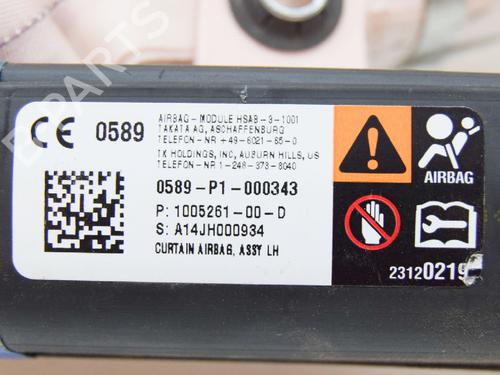 B PARTS
CE 0589
AIRBAG-MODULE HSAB-3-1001
TAKATA AG, ASCHAFFENBURG
TELEFON-NR +49-6021-65-0
TK HOLDINGS, INC, AUBURN HILLS, US
TELEFON-NR 1-248-373-8040
0589-P1-000343
P: 1005261-00-D
S: A14JH000934
CURTAIN AIRBAG, ASSY LH
AIRBAG
23120219